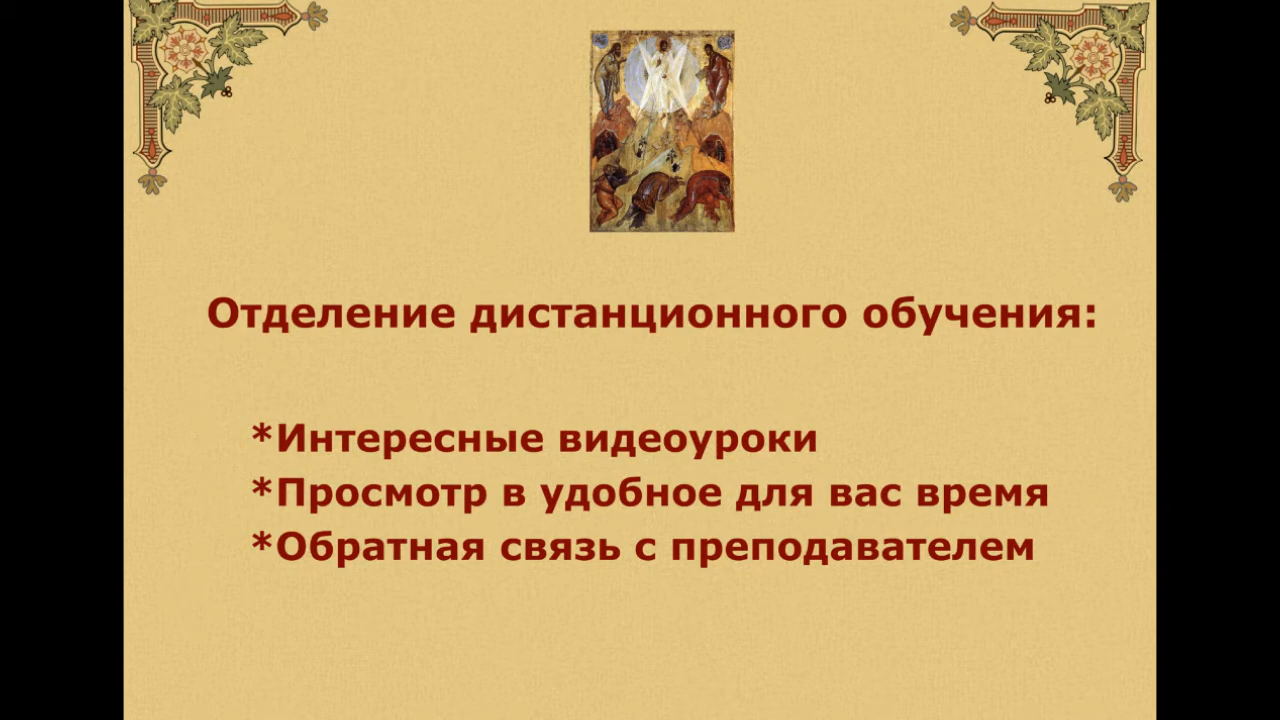 Отделение дистанционного обучения:
*Интересные видеоуроки
*Просмотр в удобное для вас время
*Обратная связь с преподавателем